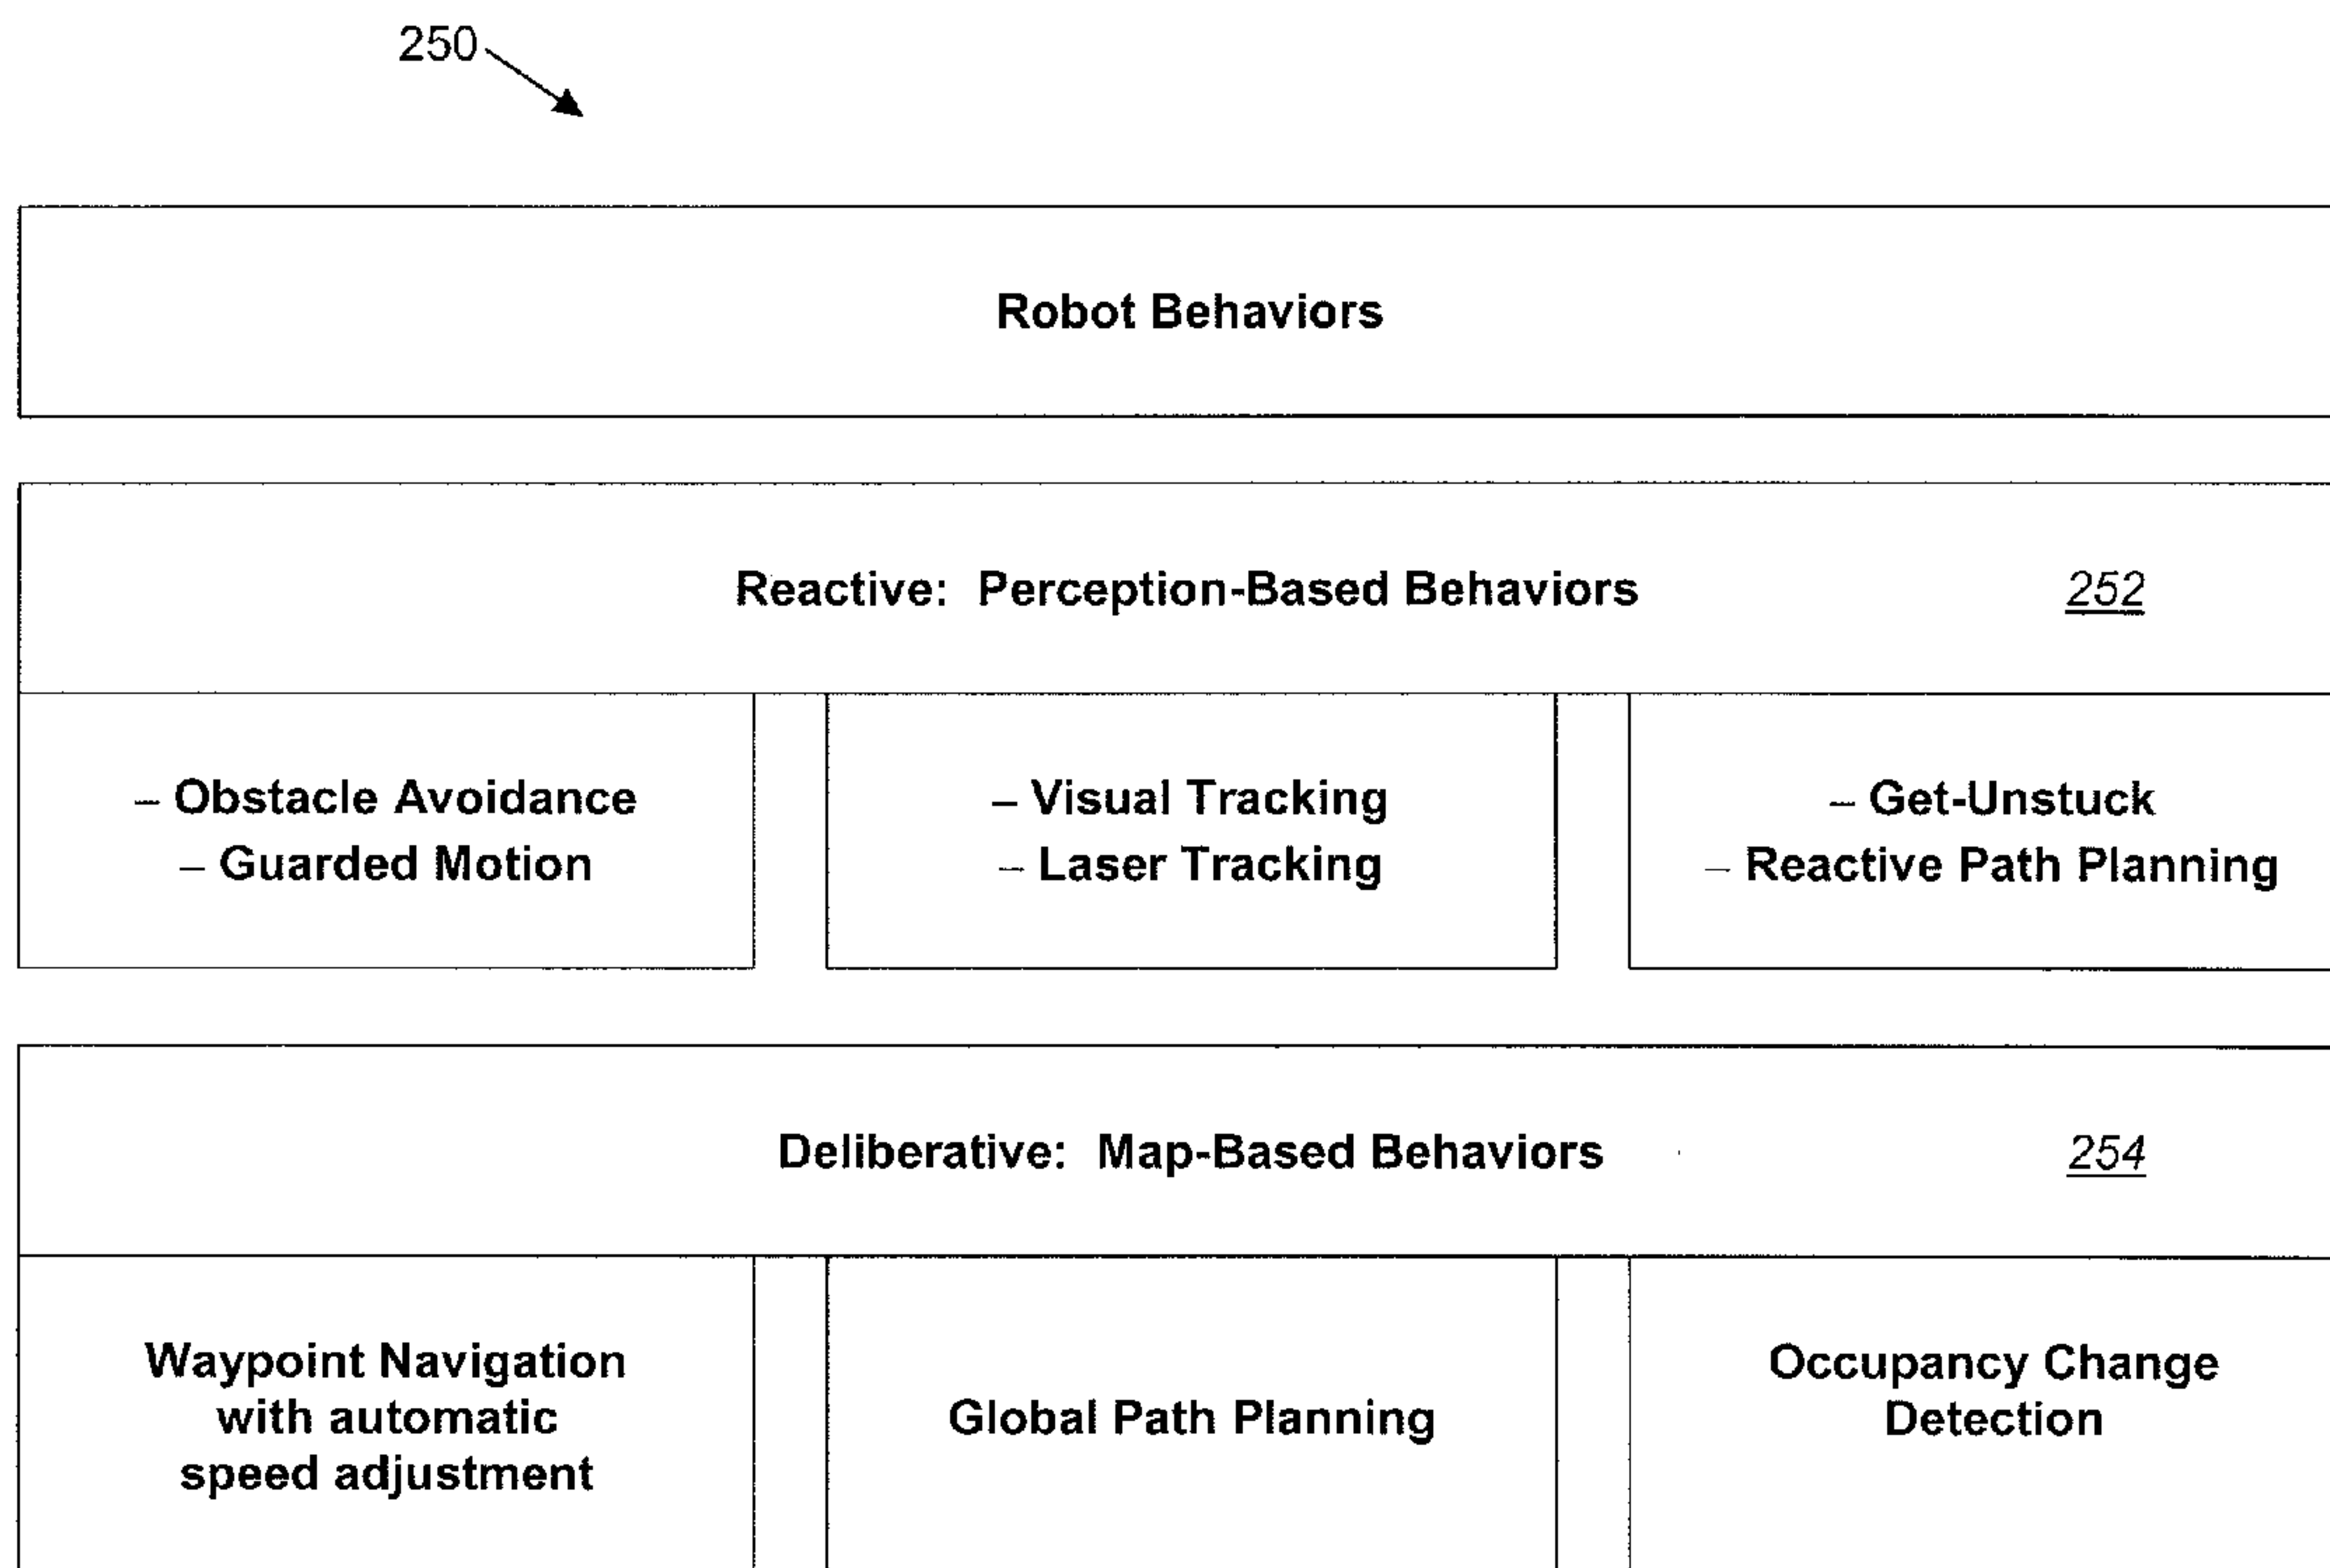 250
Robot Behaviors
Reactive: Perception-Based Behaviors 252
– Obstacle Avoidance
– Guarded Motion
– Visual Tracking
– Laser Tracking
– Get-Unstuck
– Reactive Path Planning
Deliberative: Map-Based Behaviors 254
Waypoint Navigation
with automatic
speed adjustment
Global Path Planning
Occupancy Change
Detection